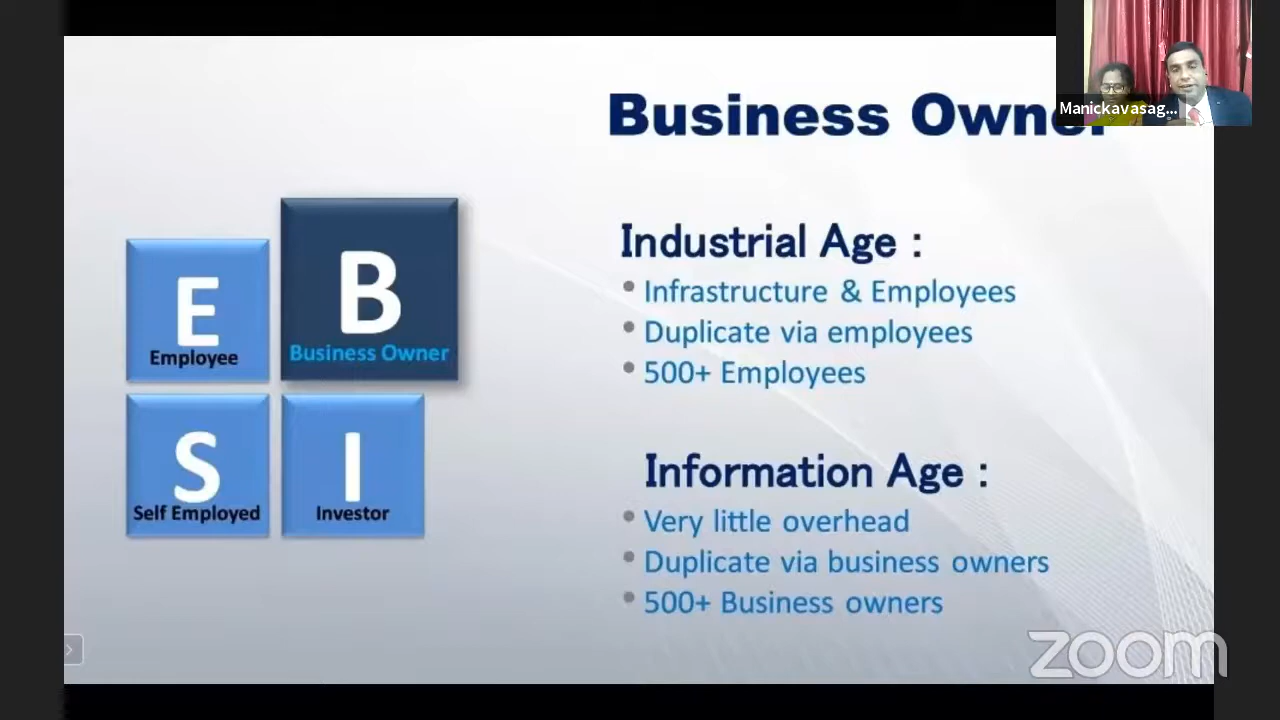 Manickavasag...
Business Owner
Industrial Age :
Infrastructure & Employees
Duplicate via employees
500+ Employees
Information Age :
Very little overhead
Duplicate via business owners
500+ Business owners
E
Employee
B
Business Owner
S
Self Employed
I
Investor
zoom